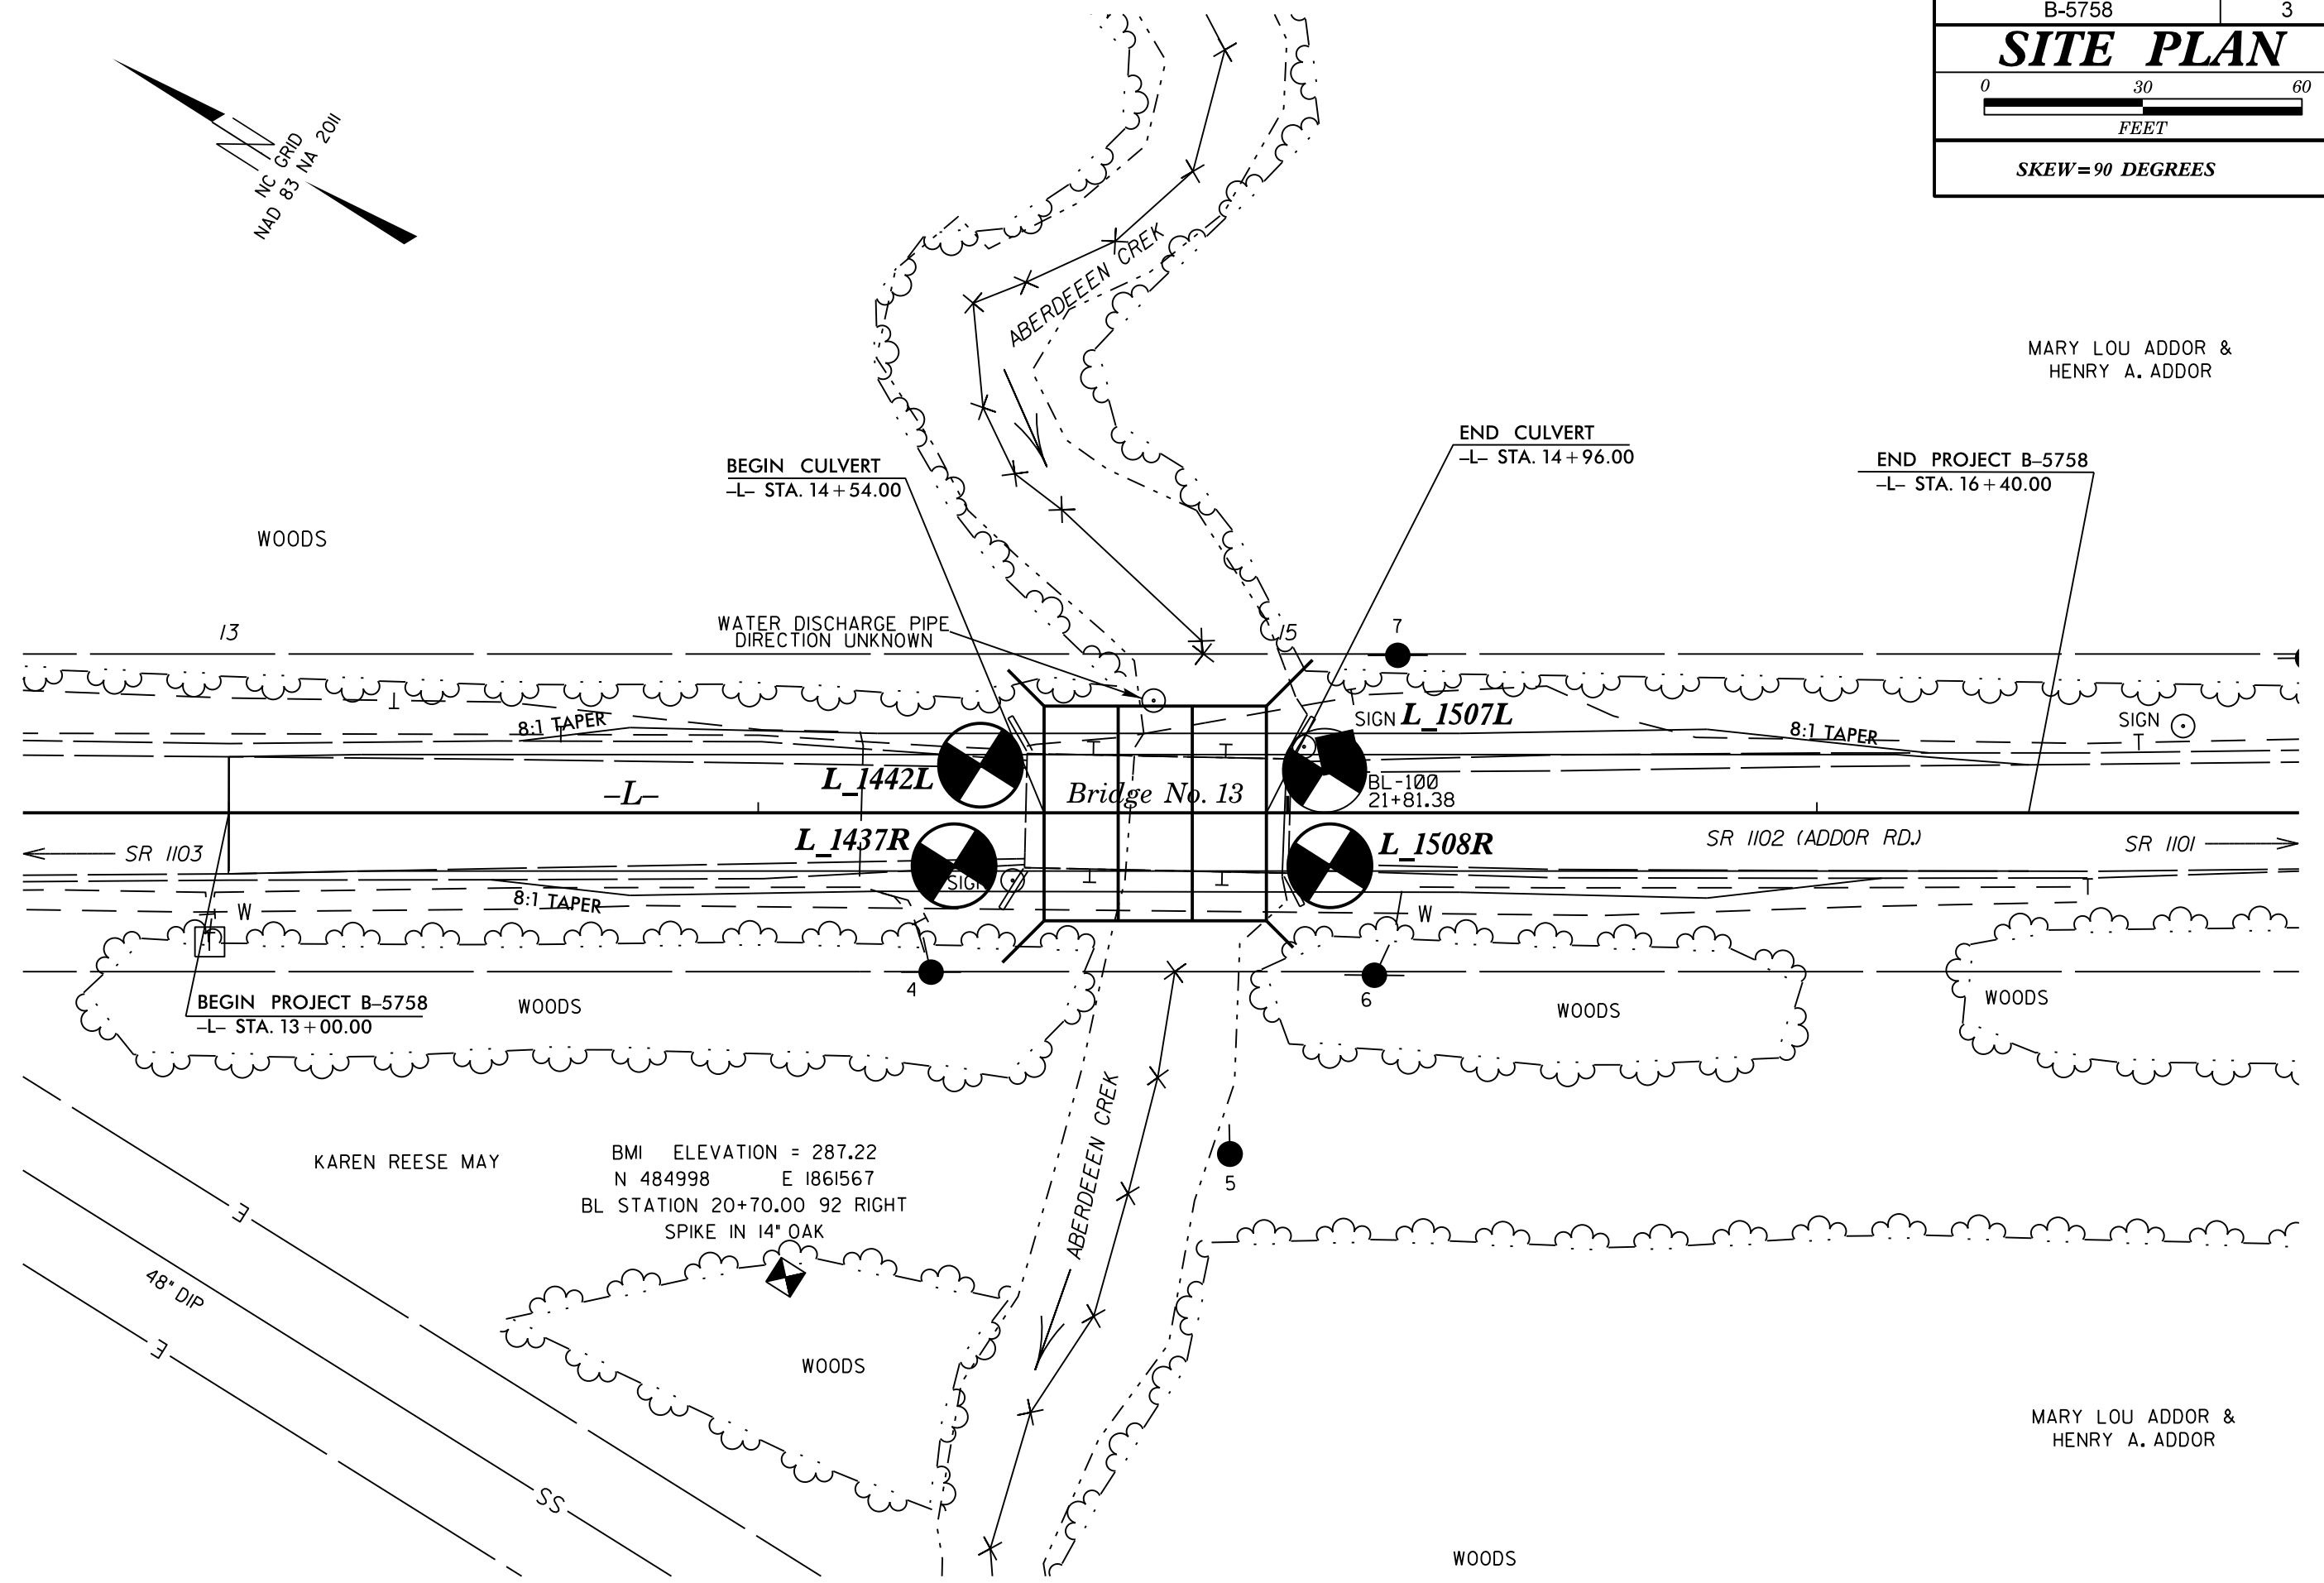 B-5758 3
SITE PLAN
0 30 60
FEET
SKEW = 90 DEGREES
NC GRID
NAD 83 NA 2011
ABERDEEEN CREK
MARY LOU ADDOR &
HENRY A. ADDOR
END CULVERT
-L- STA. 14+96.00
END PROJECT B-5758
-L- STA. 16+40.00
BEGIN CULVERT
-L- STA. 14+54.00
WOODS
WATER DISCHARGE PIPE
DIRECTION UNKNOWN
13
15
7
8:1 TAPER
SIGN
L_1507L
8:1 TAPER
SIGN
L_1442L
-L-
Bridge No. 13
BL-100
21+81.38
L_1437R
L_1508R
SR 1103
SR 1102 (ADDOR RD.)
SR 1101
SIGN
8:1 TAPER
W
W
4
6
BEGIN PROJECT B-5758
-L- STA. 13+00.00
WOODS
WOODS
WOODS
ABERDEEEN CREK
KAREN REESE MAY
BM1 ELEVATION = 287.22
N 484998 E 1861567
BL STATION 20+70.00 92 RIGHT
SPIKE IN 14" OAK
5
E
48" DIP
E
WOODS
SS
MARY LOU ADDOR &
HENRY A. ADDOR
WOODS